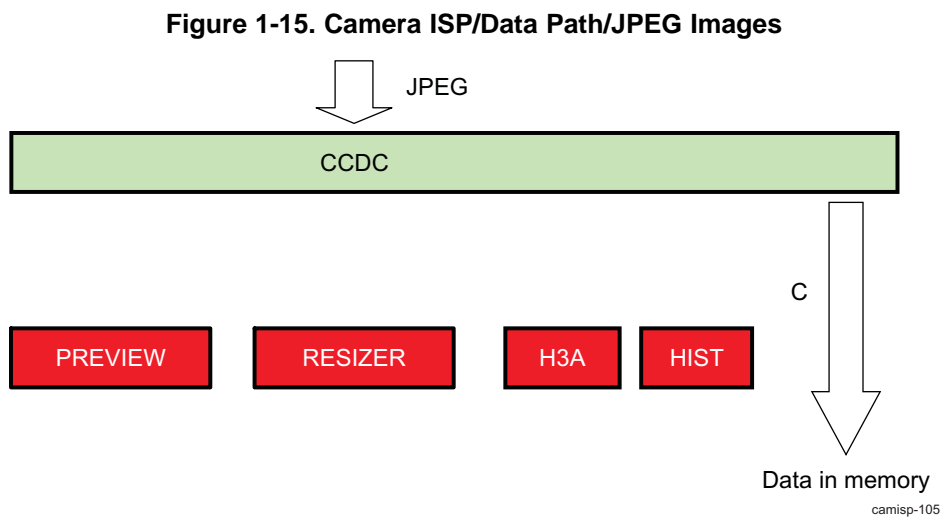 Figure 1-15. Camera ISP/Data Path/JPEG Images
JPEG
CCDC
C
PREVIEW
RESIZER
H3A
HIST
Data in memory
camisp-105